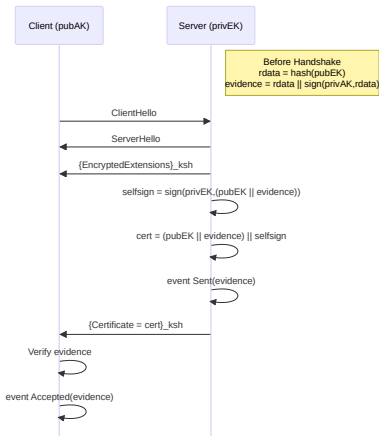 Client (pubAK)
Server (privEK)
Before Handshake
rdata = hash(pubEK)
evidence = rdata || sign(privAK,rdata)
ClientHello
ServerHello
{EncryptedExtensions}_ksh
selfsign = sign(privEK,(pubEK || evidence))
cert = (pubEK || evidence) || selfsign
event Sent(evidence)
{Certificate = cert}_ksh
Verify evidence
event Accepted(evidence)